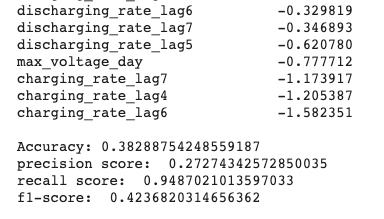 discharging_rate_lag6 -0.329819
discharging_rate_lag7 -0.346893
discharging_rate_lag5 -0.620780
max_voltage_day -0.777712
charging_rate_lag7 -1.173917
charging_rate_lag4 -1.205387
charging_rate_lag6 -1.582351
Accuracy: 0.38288754248559187
precision score: 0.27274342572850035
recall score: 0.9487021013597033
f1-score: 0.4236820314656362